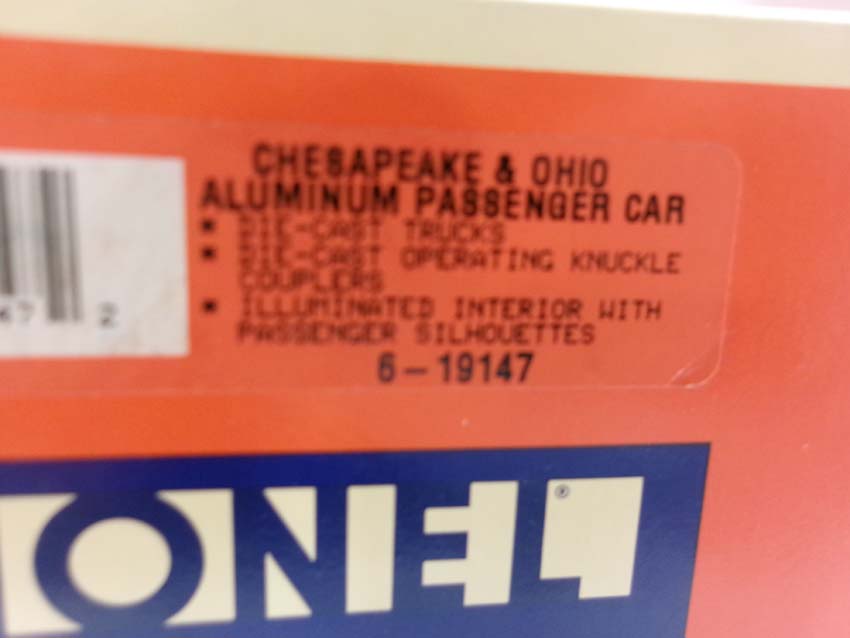 CHESAPEAKE & OHIO
ALUMINUM PASSENGER CAR
▪ DIE-CAST TRUCKS
▪ DIE-CAST OPERATING KNUCKLE
COUPLERS
▪ ILLUMINATED INTERIOR WITH
PASSENGER SILHOUETTES
6-19147
47 2
ONEL®